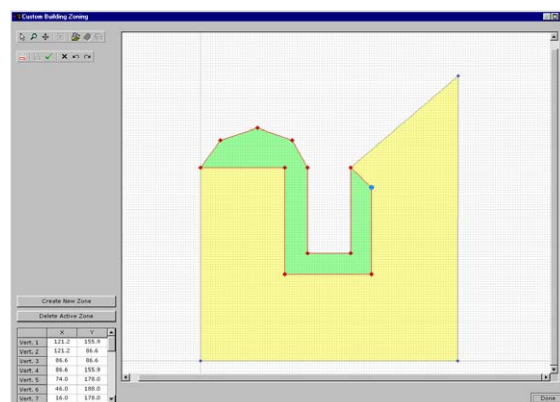 Custom Building Zoning
Create New Zone
Delete Active Zone
X Y
Vert. 1 121.2 155.9
Vert. 2 121.2 86.6
Vert. 3 86.6 86.6
Vert. 4 86.6 155.9
Vert. 5 74.0 178.0
Vert. 6 46.0 188.0
Vert. 7 16.0 178.0
Done